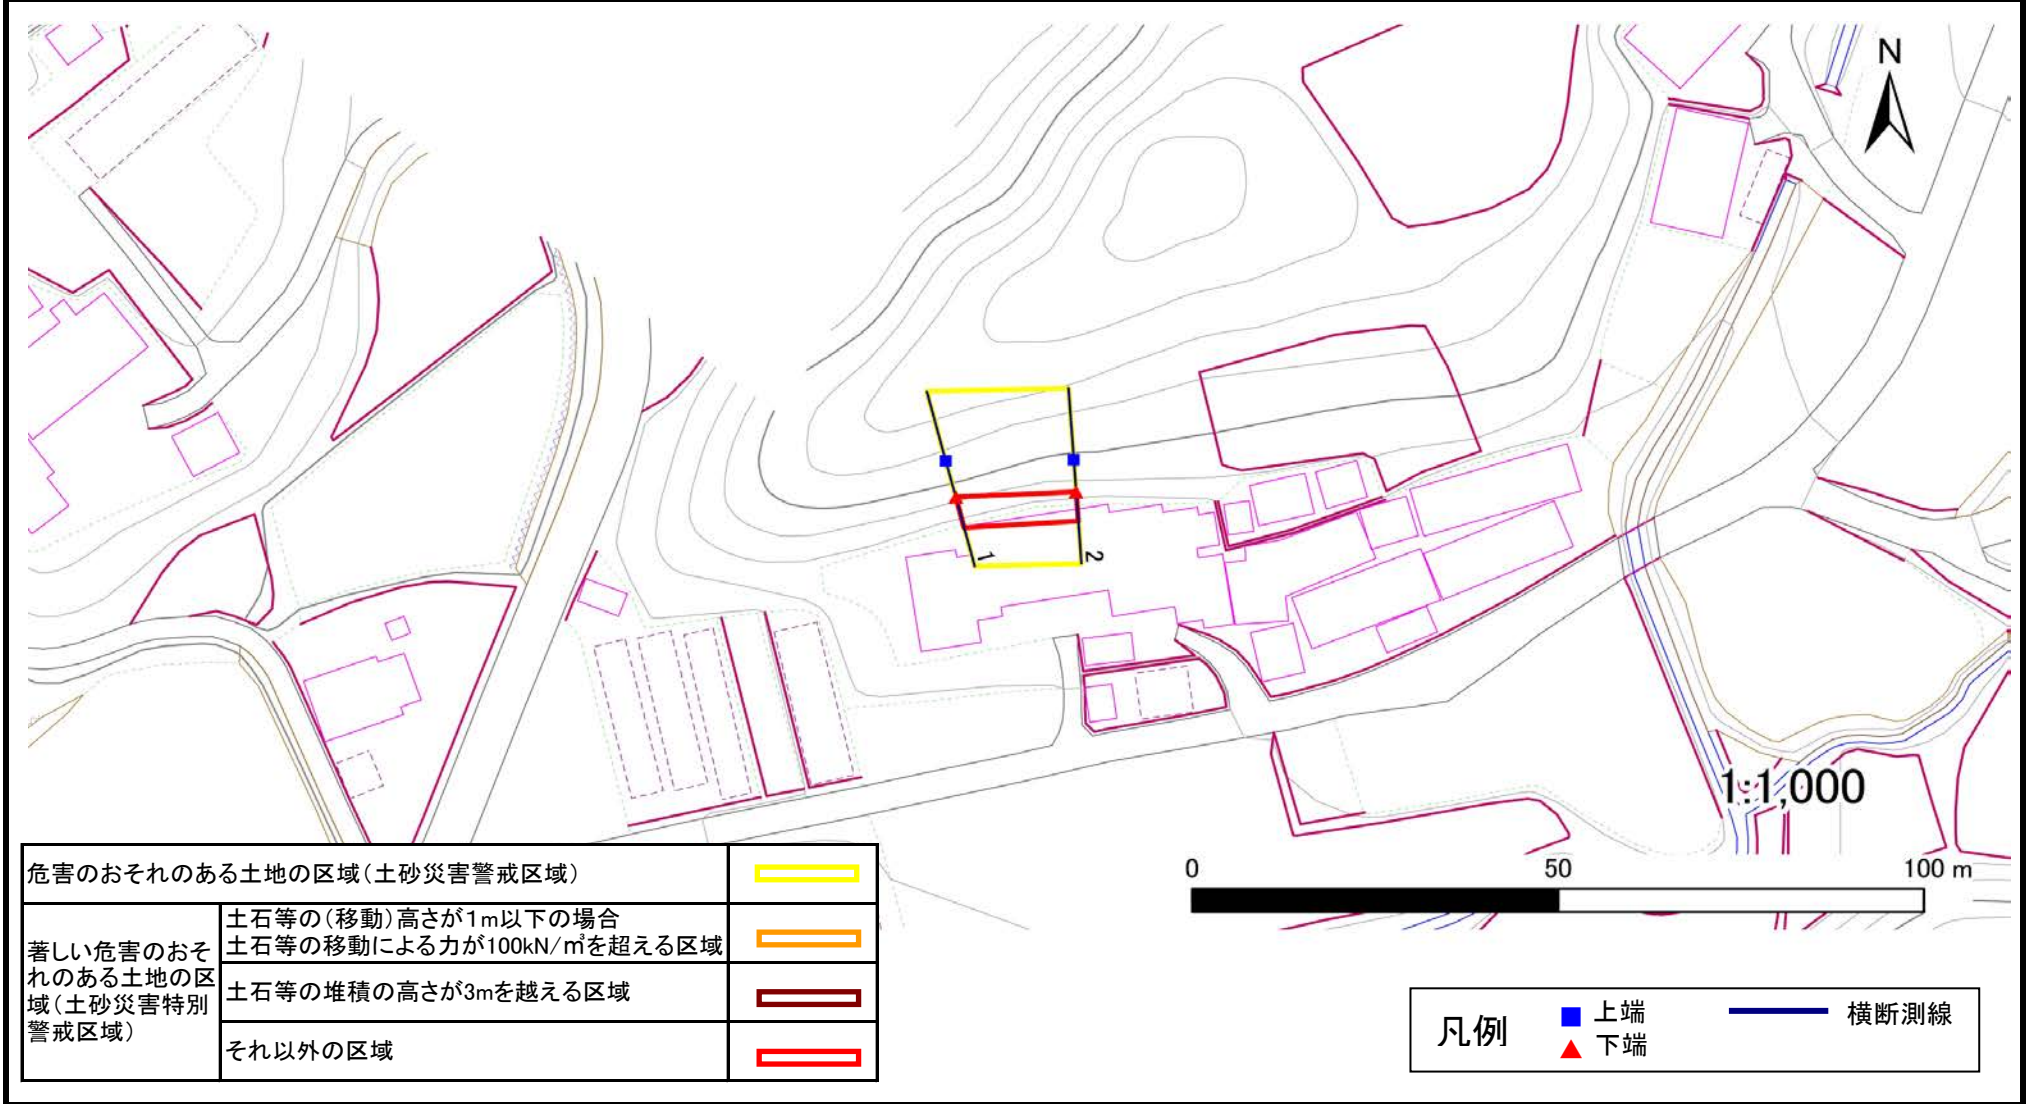 N
1
2
1:1,000
0 50 100 m
危害のおそれのある土地の区域(土砂災害警戒区域)
著しい危害のおそ
れのある土地の区
域(土砂災害特別
警戒区域)
土石等の(移動)高さが1m以下の場合
土石等の移動による力が100kN/㎡を超える区域
土石等の堆積の高さが3mを越える区域
それ以外の区域
凡例
上端
下端
横断測線